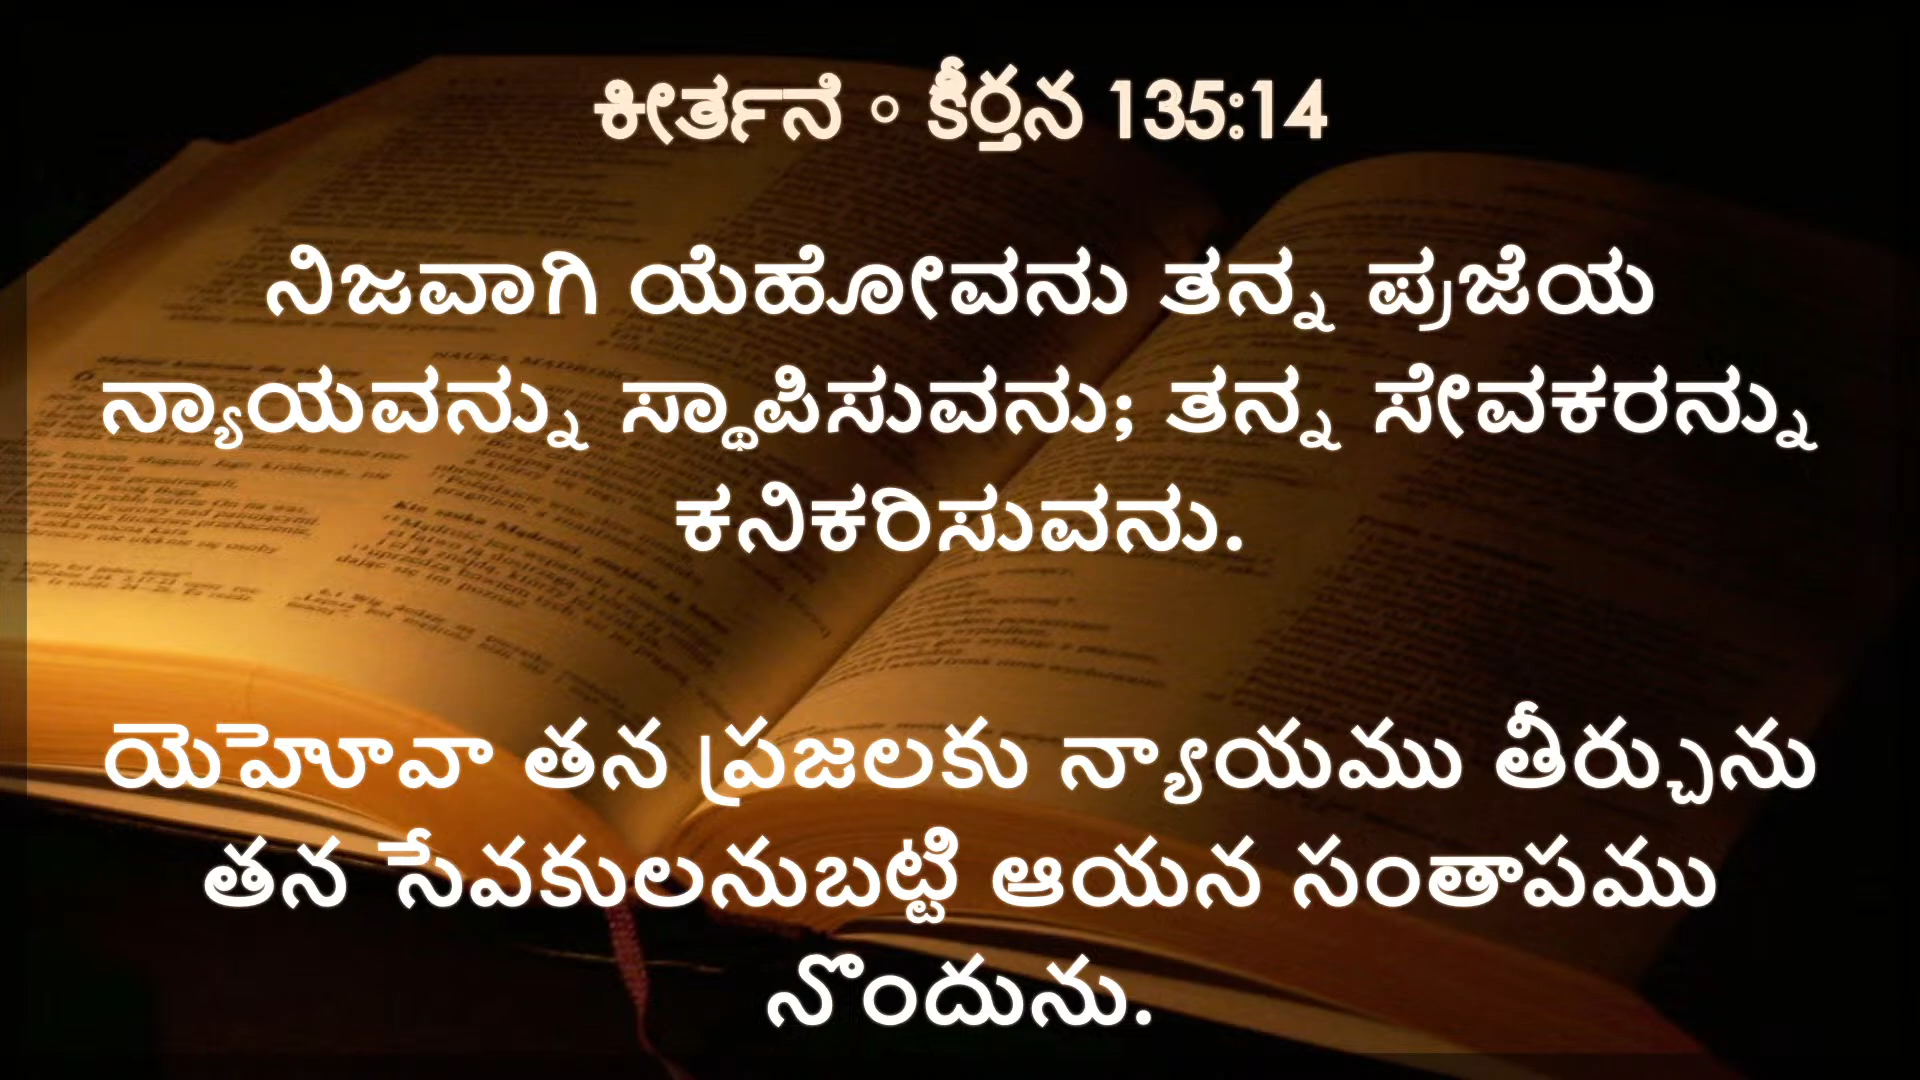 ಕೀರ್ತನೆ ◦ కీర్తన 135:14
ನಿಜವಾಗಿ ಯೆಹೋವನು ತನ್ನ ಪ್ರಜೆಯ
ನ್ಯಾಯವನ್ನು ಸ್ಥಾಪಿಸುವನು; ತನ್ನ ಸೇವಕರನ್ನು
ಕನಿಕರಿಸುವನು.
యెహెూవా తన ప్రజలకు న్యాయము తీర్చును
తన సేవకులనుబట్టి ఆయన సంతాపము
నొందును.